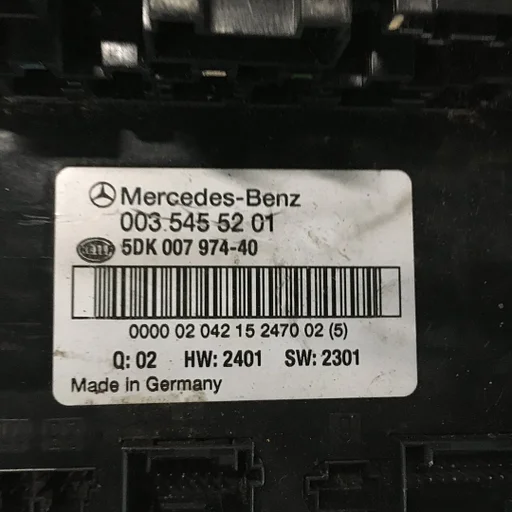 Mercedes-Benz
003 545 52 01
HELLA 5DK 007 974-40
0000 02 042 15 2470 02 (5)
Q: 02 HW: 2401 SW: 2301
Made in Germany